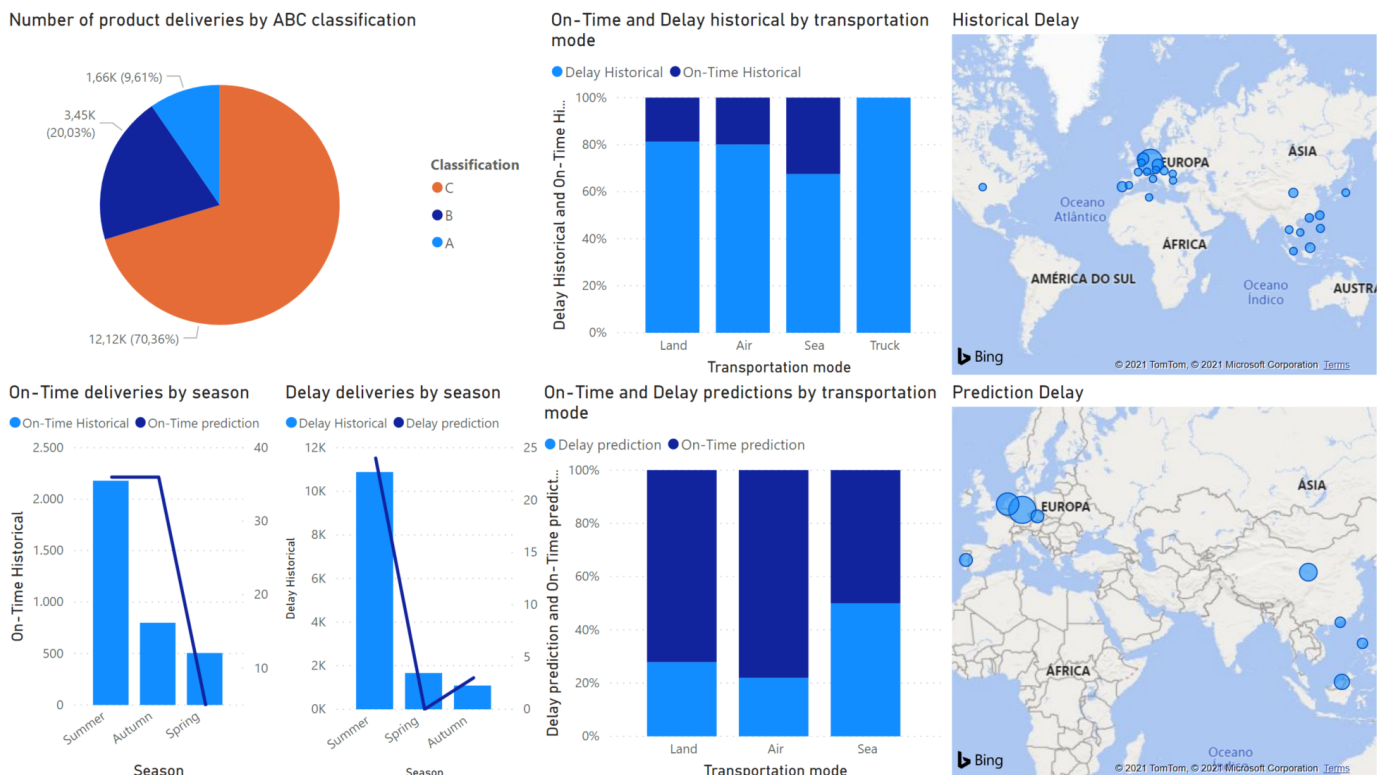 Number of product deliveries by ABC classification
1,66K (9,61%)
3,45K
(20,03%)
12,12K (70,36%)
Classification
C
B
A
On-Time and Delay historical by transportation
mode
Delay Historical On-Time Historical
Delay Historical and On-Time Hi...
100%
80%
60%
40%
20%
0%
Land Air Sea Truck
Transportation mode
Historical Delay
EUROPA
ÁSIA
Oceano
Atlântico
ÁFRICA
AMÉRICA DO SUL
Oceano
Índico
AUSTRA
Bing
© 2021 TomTom, © 2021 Microsoft Corporation Terms
On-Time deliveries by season
On-Time Historical On-Time prediction
On-Time Historical
2.500
2.000
1.500
1.000
500
0
40
30
20
10
Summer Autumn Spring
Season
Delay deliveries by season
Delay Historical Delay prediction
Delay Historical
12K
10K
8K
6K
4K
2K
0K
25
20
15
10
5
0
Summer Spring Autumn
Season
On-Time and Delay predictions by transportation
mode
Delay prediction On-Time prediction
Delay prediction and On-Time predict...
100%
80%
60%
40%
20%
0%
Land Air Sea
Transportation mode
Prediction Delay
EUROPA
ÁSIA
ÁFRICA
Oceano
Índico
Bing
© 2021 TomTom, © 2021 Microsoft Corporation Terms